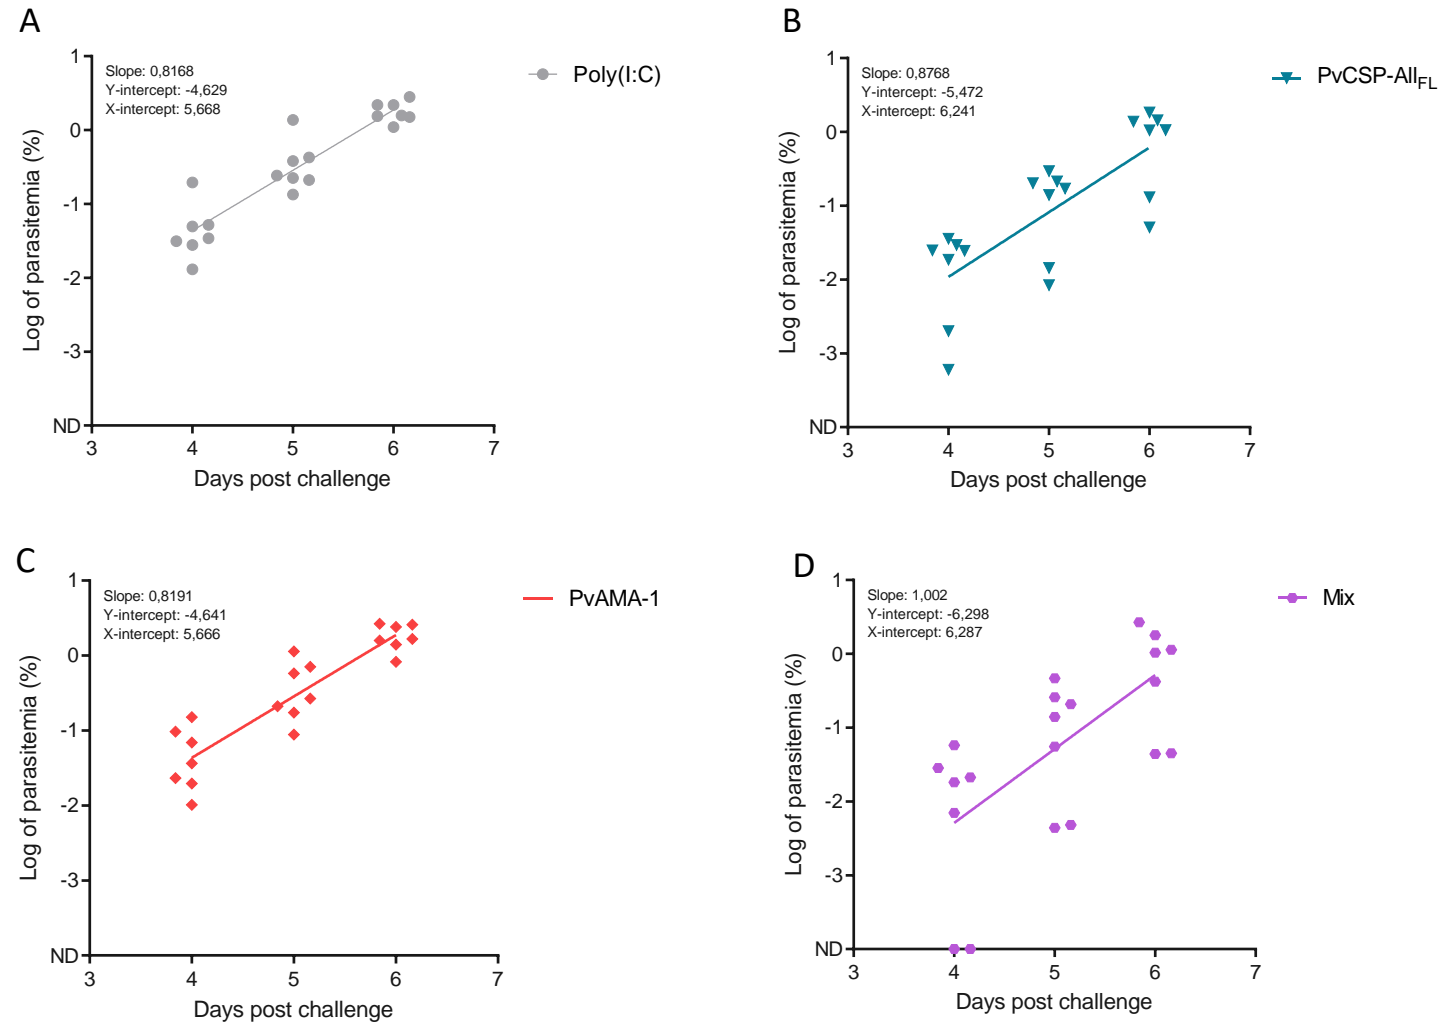 A
Slope: 0,8168
Y-intercept: -4,629
X-intercept: 5,668
Poly(I:C)
Log of parasitemia (%)
1
0
-1
-2
-3
ND
3 4 5 6 7
Days post challenge
B
Slope: 0,8768
Y-intercept: -5,472
X-intercept: 6,241
PvCSP-AllFL
Log of parasitemia (%)
1
0
-1
-2
-3
ND
3 4 5 6 7
Days post challenge
C
Slope: 0,8191
Y-intercept: -4,641
X-intercept: 5,666
PvAMA-1
Log of parasitemia (%)
1
0
-1
-2
-3
ND
3 4 5 6 7
Days post challenge
D
Slope: 1,002
Y-intercept: -6,298
X-intercept: 6,287
Mix
Log of parasitemia (%)
1
0
-1
-2
-3
ND
3 4 5 6 7
Days post challenge